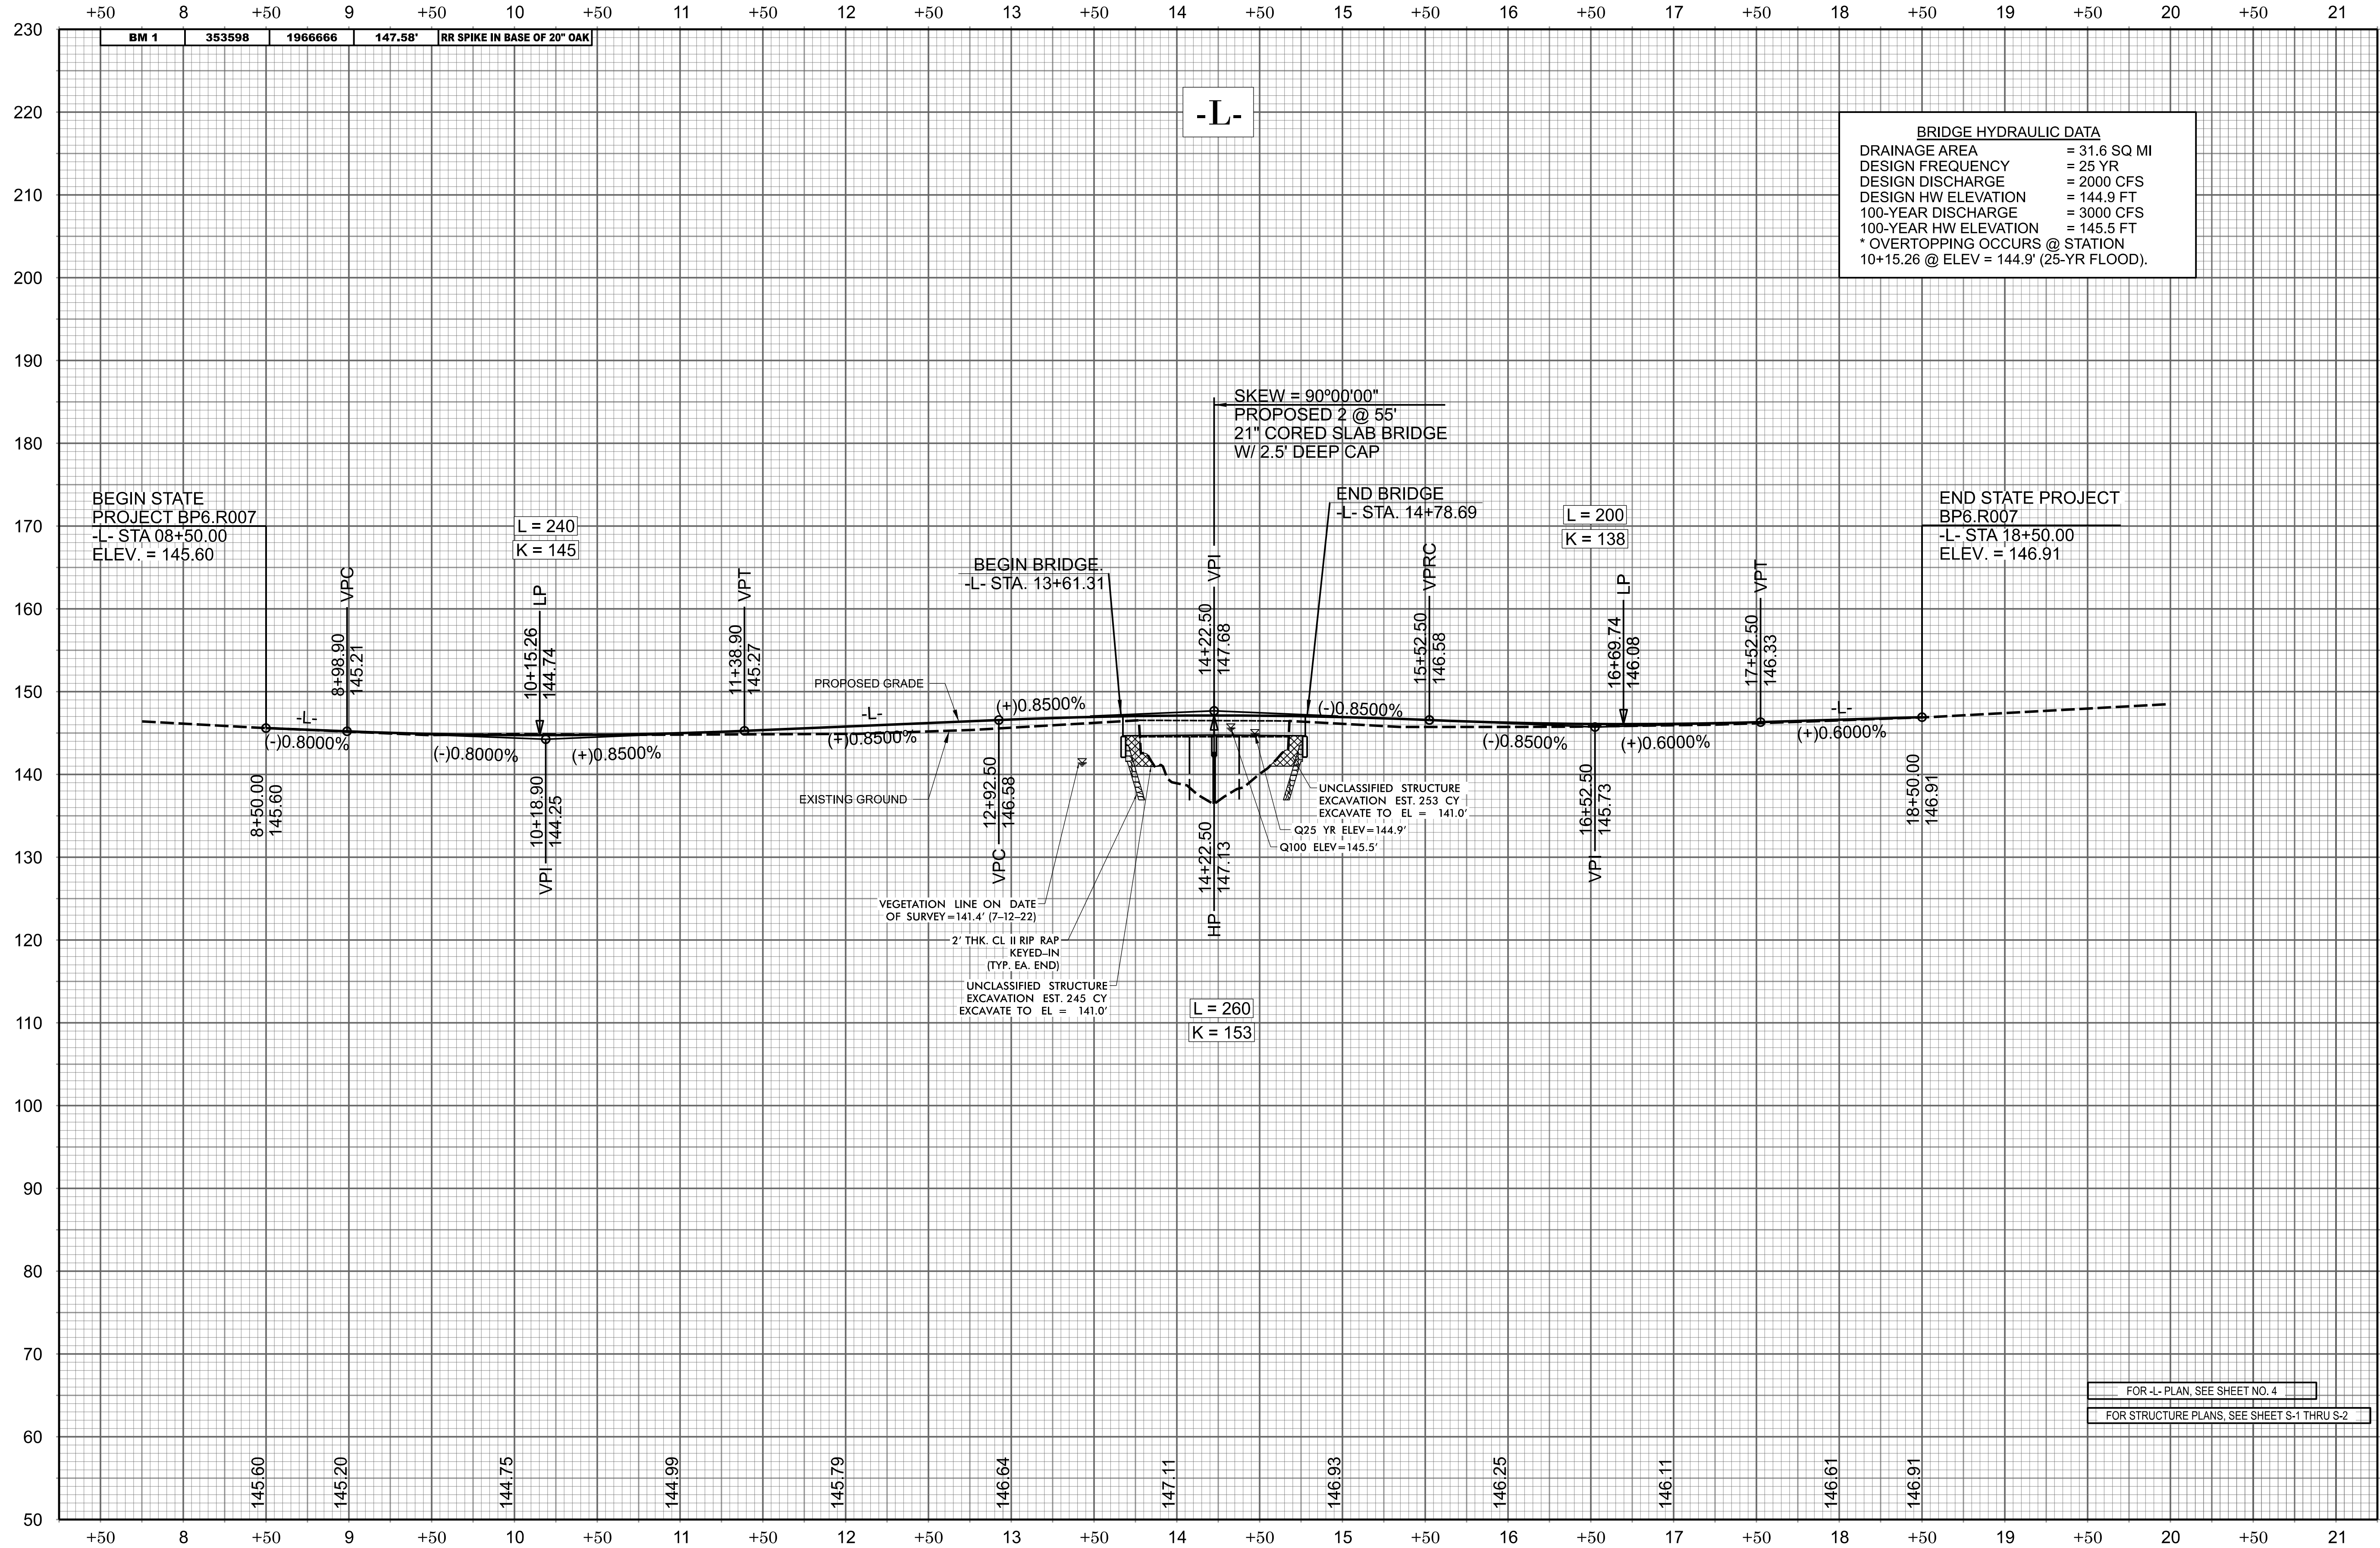 +50 8 +50 9 +50 10 +50 11 +50 12 +50 13 +50 14 +50 15 +50 16 +50 17 +50 18 +50 19 +50 20 +50 21
230
220
210
200
190
180
170
160
150
140
130
120
110
100
90
80
70
60
50
BM 1 353598 1966666 147.58' RR SPIKE IN BASE OF 20" OAK
-L-
BRIDGE HYDRAULIC DATA
DRAINAGE AREA = 31.6 SQ MI
DESIGN FREQUENCY = 25 YR
DESIGN DISCHARGE = 2000 CFS
DESIGN HW ELEVATION = 144.9 FT
100-YEAR DISCHARGE = 3000 CFS
100-YEAR HW ELEVATION = 145.5 FT
* OVERTOPPING OCCURS @ STATION
10+15.26 @ ELEV = 144.9' (25-YR FLOOD).
SKEW = 90°00'00"
PROPOSED 2 @ 55'
21" CORED SLAB BRIDGE
W/ 2.5' DEEP CAP
BEGIN STATE
PROJECT BP6.R007
-L- STA 08+50.00
ELEV. = 145.60
L = 240
K = 145
BEGIN BRIDGE.
-L- STA. 13+61.31
END BRIDGE
-L- STA. 14+78.69
L = 200
K = 138
END STATE PROJECT
BP6.R007
-L- STA 18+50.00
ELEV. = 146.91
VPC
8+98.90
145.21
LP
10+15.26
144.74
VPT
11+38.90
145.27
VPI
14+22.50
147.68
VPRC
15+52.50
146.58
LP
16+69.74
146.08
VPT
17+52.50
146.33
PROPOSED GRADE
-L-
(-)0.8000%
(-)0.8000%
(+)0.8500%
-L-
(+)0.8500%
(+)0.8500%
(-)0.8500%
(-)0.8500%
(+)0.6000%
-L-
(+)0.6000%
8+50.00
145.60
10+18.90
144.25
VPI
EXISTING GROUND
12+92.50
146.58
VPC
14+22.50
147.13
HP
16+52.50
145.73
VPI
18+50.00
146.91
UNCLASSIFIED STRUCTURE
EXCAVATION EST. 253 CY
EXCAVATE TO EL = 141.0'
Q25 YR ELEV=144.9'
Q100 ELEV=145.5'
VEGETATION LINE ON DATE
OF SURVEY=141.4' (7-12-22)
2' THK. CL II RIP RAP
KEYED-IN
(TYP. EA. END)
UNCLASSIFIED STRUCTURE
EXCAVATION EST. 245 CY
EXCAVATE TO EL = 141.0'
L = 260
K = 153
FOR -L- PLAN, SEE SHEET NO. 4
FOR STRUCTURE PLANS, SEE SHEET S-1 THRU S-2
145.60
145.20
144.75
144.99
145.79
146.64
147.11
146.93
146.25
146.11
146.61
146.91
+50 8 +50 9 +50 10 +50 11 +50 12 +50 13 +50 14 +50 15 +50 16 +50 17 +50 18 +50 19 +50 20 +50 21